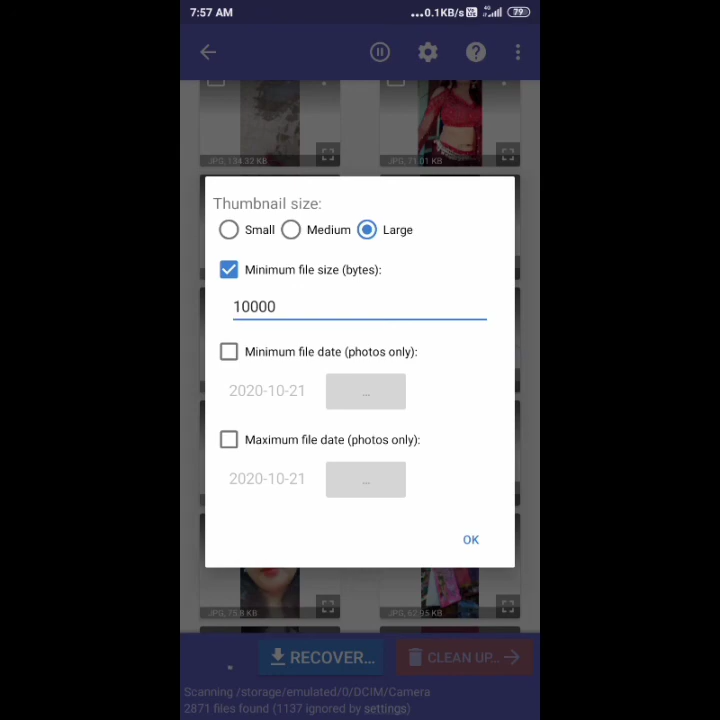 7:57 AM ...0.1KB/s 4G 79
JPG, 134.32 KB JPG, 71.01 KB
Thumbnail size:
Small Medium Large
Minimum file size (bytes):
10000
Minimum file date (photos only):
2020-10-21 ...
Maximum file date (photos only):
2020-10-21 ...
OK
JPG, 75.8 KB JPG, 62.95 KB
RECOVER... CLEAN UP...
Scanning /storage/emulated/0/DCIM/Camera
2871 files found (1137 ignored by settings)